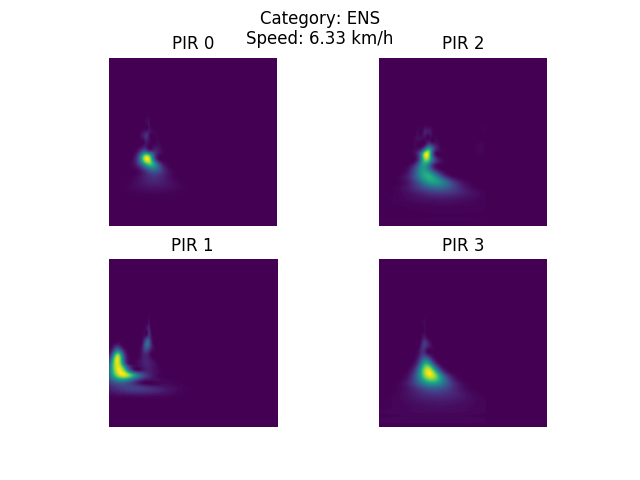 Category: ENS
Speed: 6.33 km/h
PIR 0
PIR 2
PIR 1
PIR 3